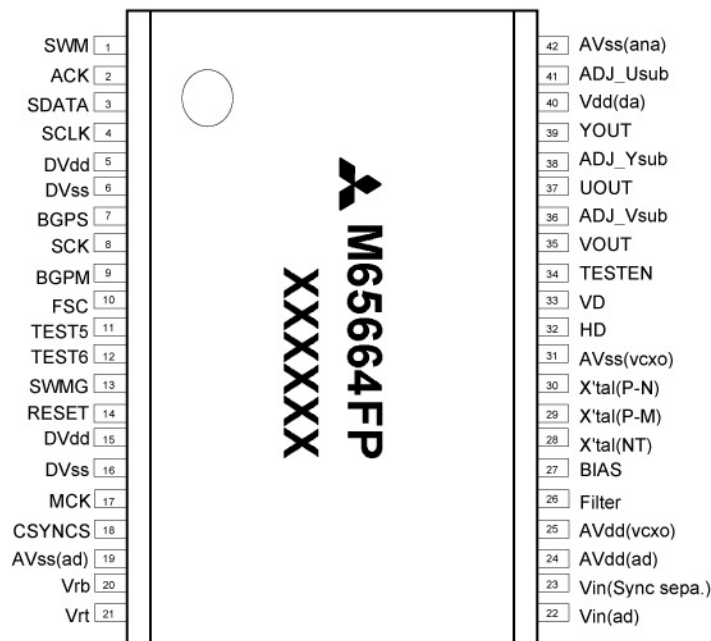 SWM 1
ACK 2
SDATA 3
SCLK 4
DVdd 5
DVss 6
BGPS 7
SCK 8
BGPM 9
FSC 10
TEST5 11
TEST6 12
SWMG 13
RESET 14
DVdd 15
DVss 16
MCK 17
CSYNCS 18
AVss(ad) 19
Vrb 20
Vrt 21
M65664FP
XXXXXX
42 AVss(ana)
41 ADJ_Usub
40 Vdd(da)
39 YOUT
38 ADJ_Ysub
37 UOUT
36 ADJ_Vsub
35 VOUT
34 TESTEN
33 VD
32 HD
31 AVss(vcxo)
30 X'tal(P-N)
29 X'tal(P-M)
28 X'tal(NT)
27 BIAS
26 Filter
25 AVdd(vcxo)
24 AVdd(ad)
23 Vin(Sync sepa.)
22 Vin(ad)